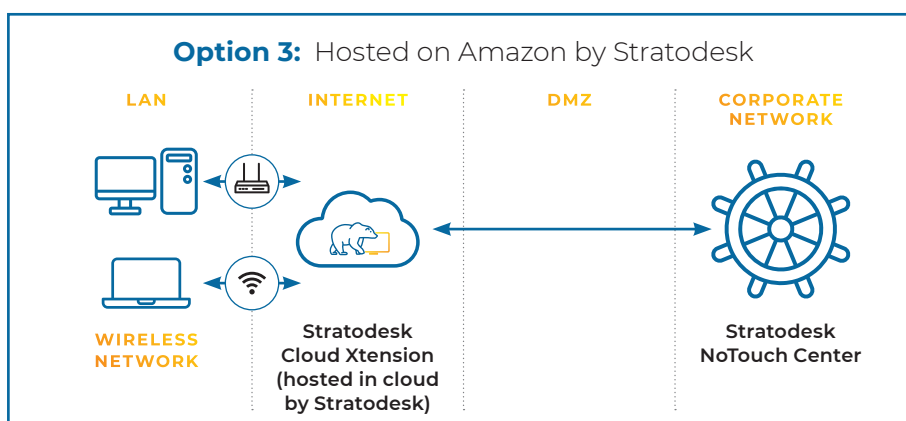 Option 3: Hosted on Amazon by Stratodesk
LAN
INTERNET
DMZ
CORPORATE
NETWORK
WIRELESS
NETWORK
Stratodesk
Cloud Xtension
(hosted in cloud
by Stratodesk)
Stratodesk
NoTouch Center